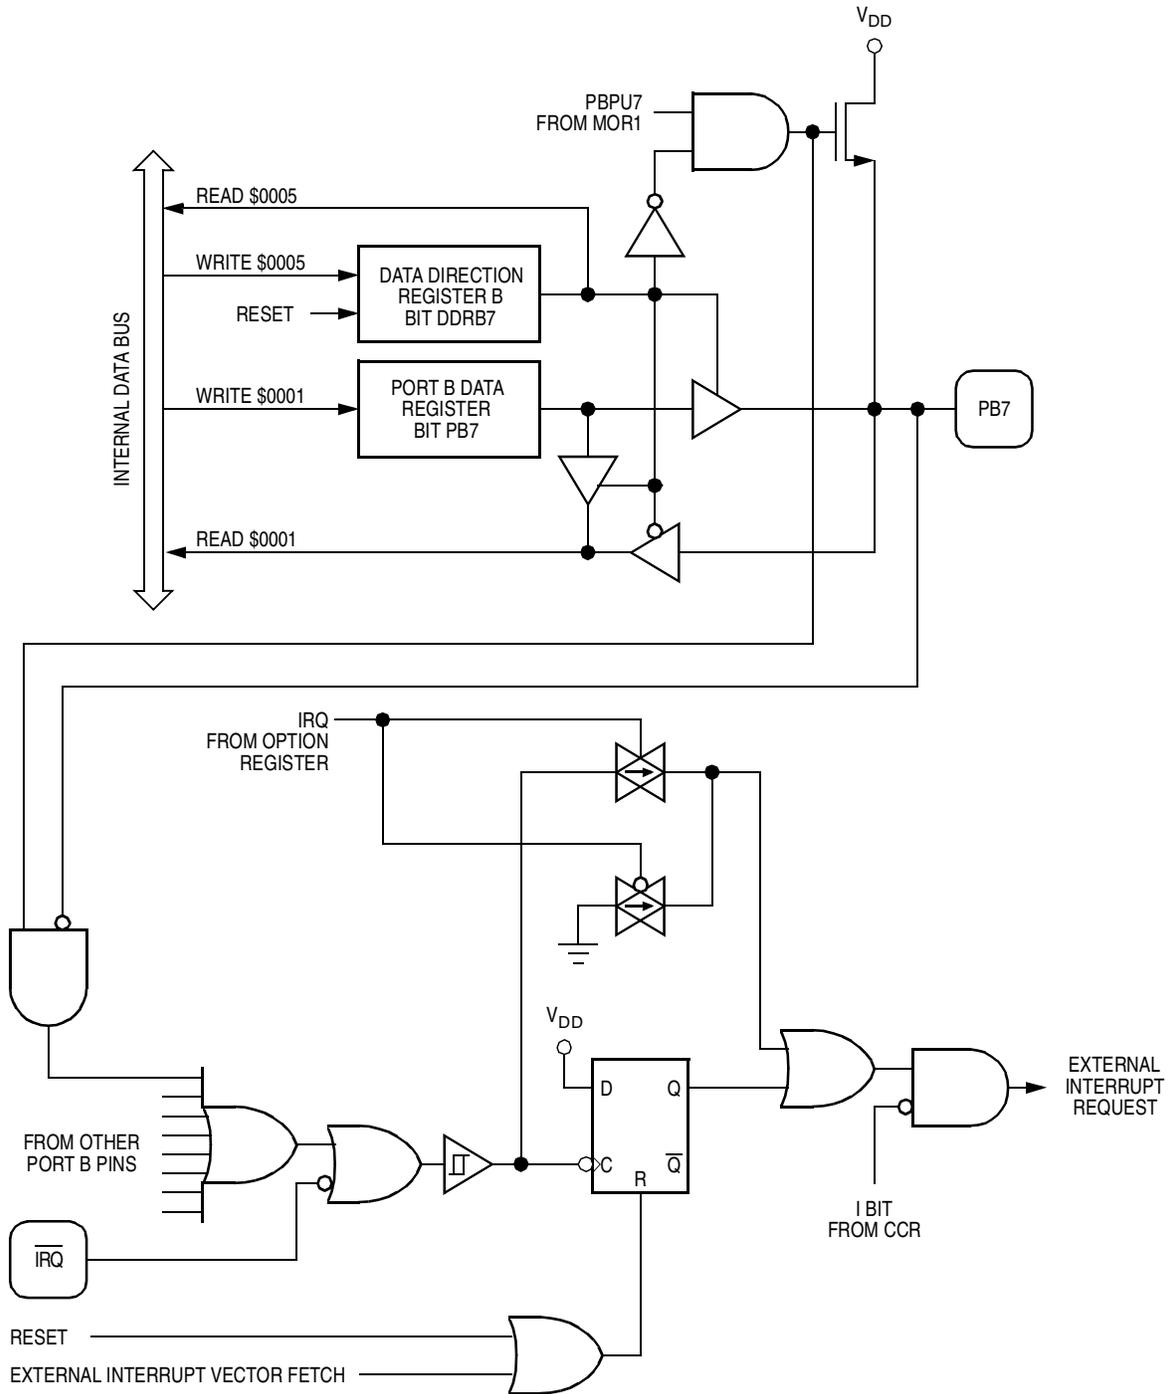 VDD
PBPU7
FROM MOR1
READ $0005
WRITE $0005
DATA DIRECTION
REGISTER B
BIT DDRB7
RESET
INTERNAL DATA BUS
WRITE $0001
PORT B DATA
REGISTER
BIT PB7
PB7
READ $0001
IRQ
FROM OPTION
REGISTER
VDD
D
Q
C
Q̅
R
EXTERNAL
INTERRUPT
REQUEST
FROM OTHER
PORT B PINS
I BIT
FROM CCR
I̅R̅Q̅
RESET
EXTERNAL INTERRUPT VECTOR FETCH